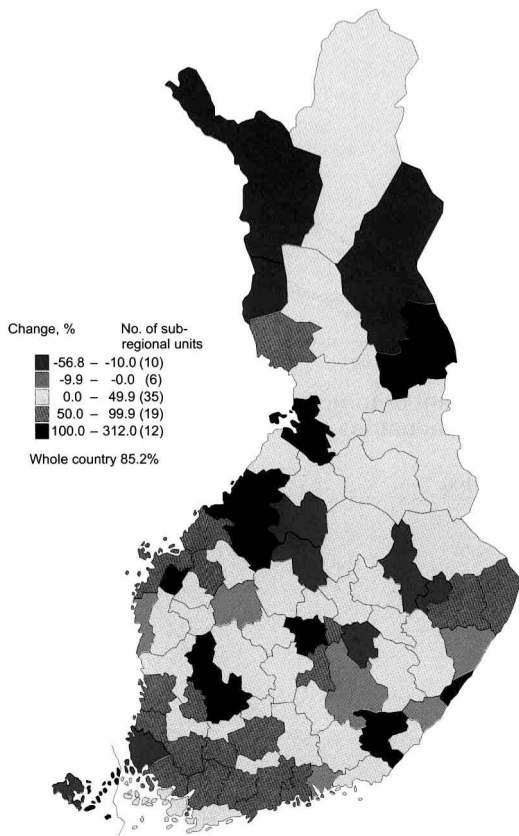 Change, %
No. of sub-
regional units
-56.8 – -10.0 (10)
-9.9 – -0.0 (6)
0.0 – 49.9 (35)
50.0 – 99.9 (19)
100.0 – 312.0 (12)
Whole country 85.2%